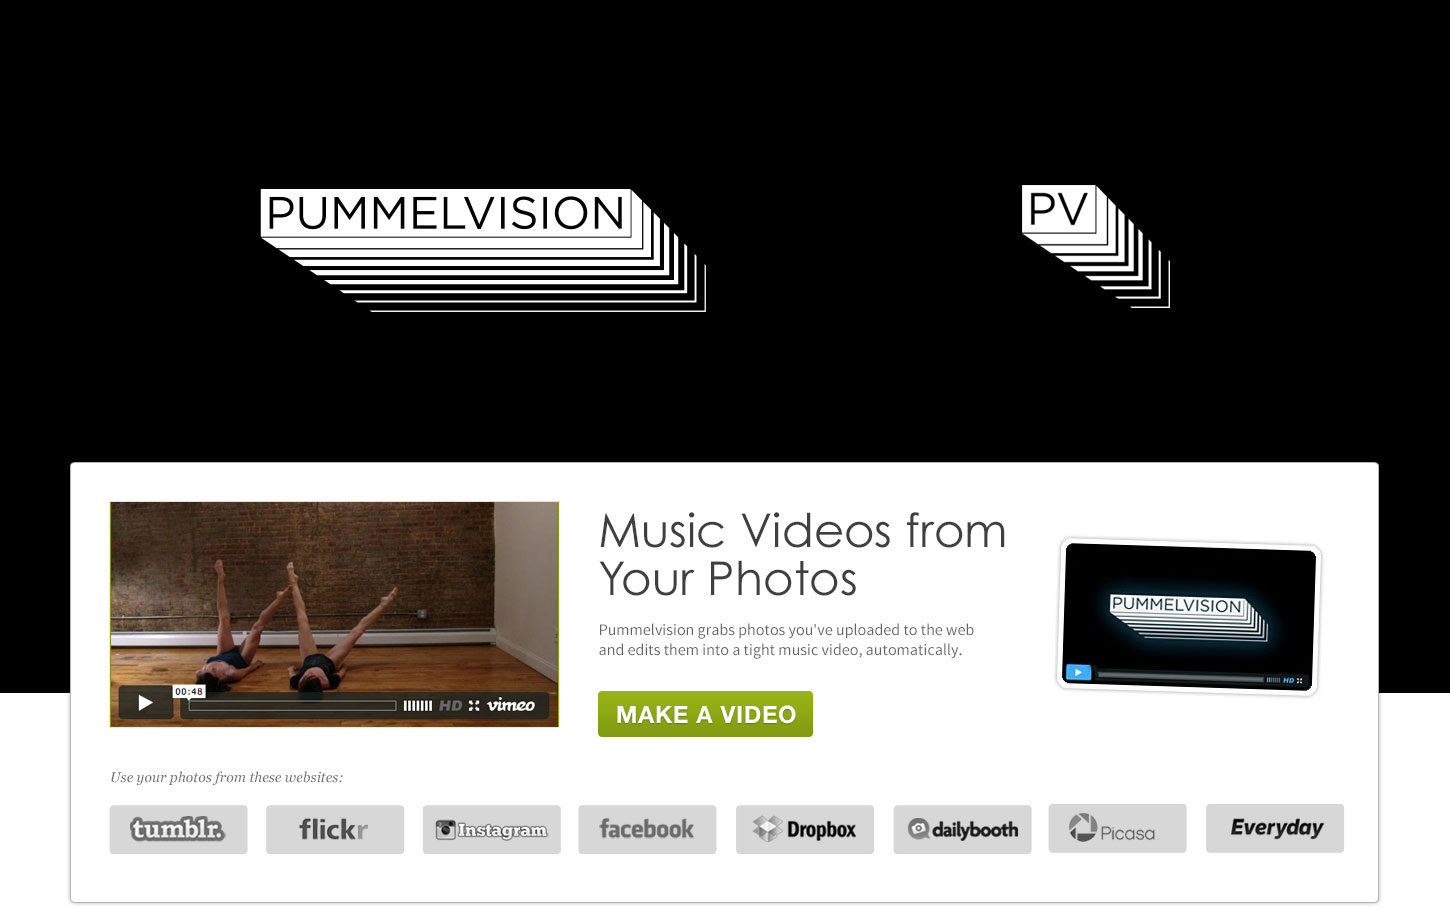 PUMMELVISION
PV
Music Videos from
Your Photos
Pummelvision grabs photos you've uploaded to the web
and edits them into a tight music video, automatically.
MAKE A VIDEO
PUMMELVISION
HD
00:48
HD vimeo
Use your photos from these websites:
tumblr.
flickr
Instagram
facebook
Dropbox
dailybooth
Picasa
Everyday